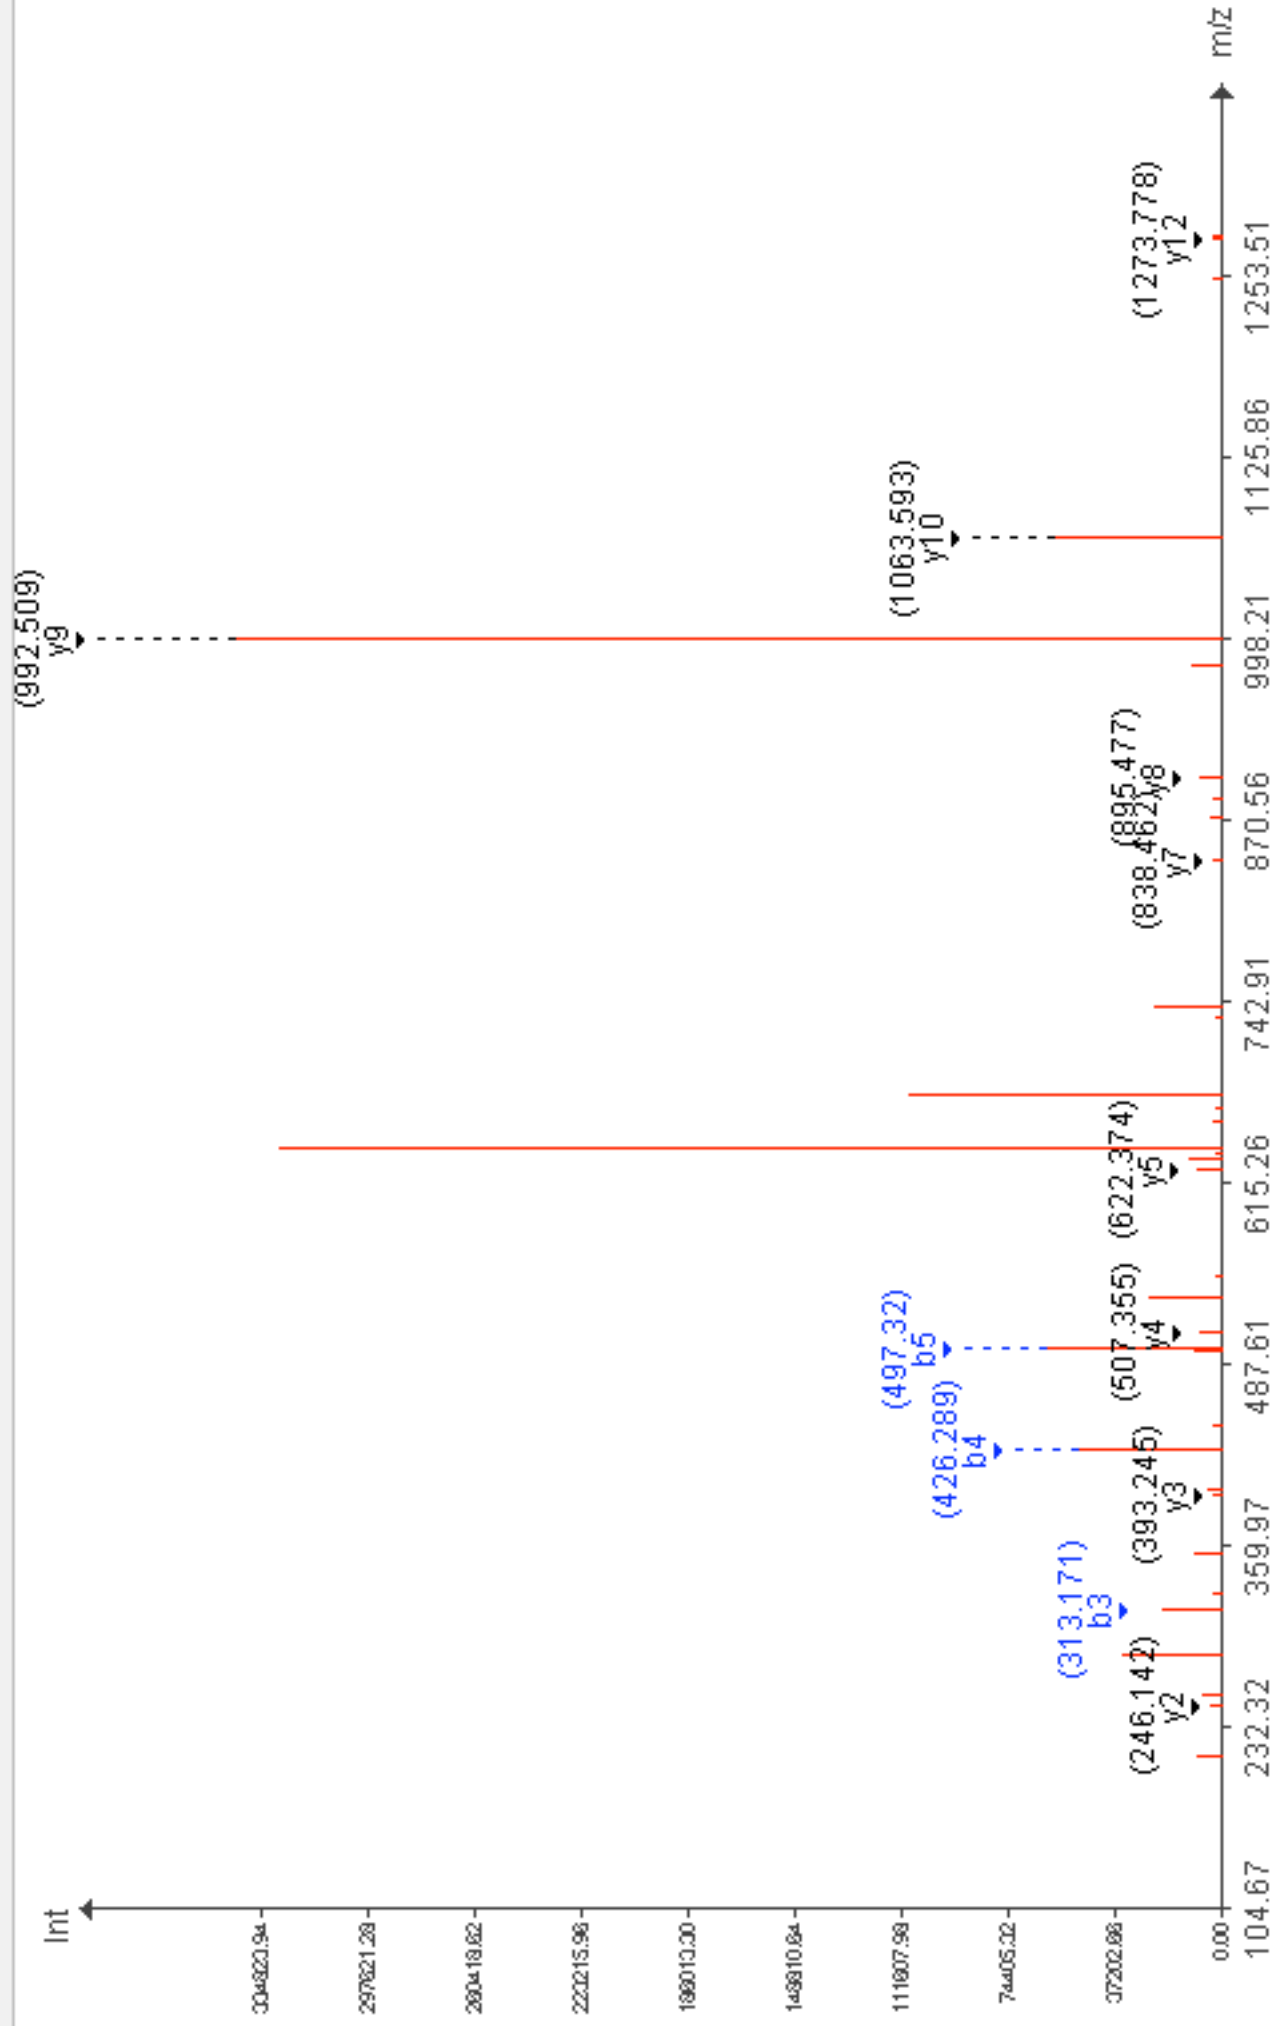 Int
334823.94
297621.28
260418.62
223215.96
186013.30
148810.64
111607.98
74405.32
37202.66
0.00
(246.142)
y2
(313.171)
b3
(393.245)
y3
(426.289)
b4
(497.32)
b5
(507.355)
y4
(622.374)
y5
(838.462)
y7
(895.477)
y8
(992.509)
y9
(1063.593)
y10
(1273.778)
y12
104.67 232.32 359.97 487.61 615.26 742.91 870.56 998.21 1125.86 1253.51
m/z